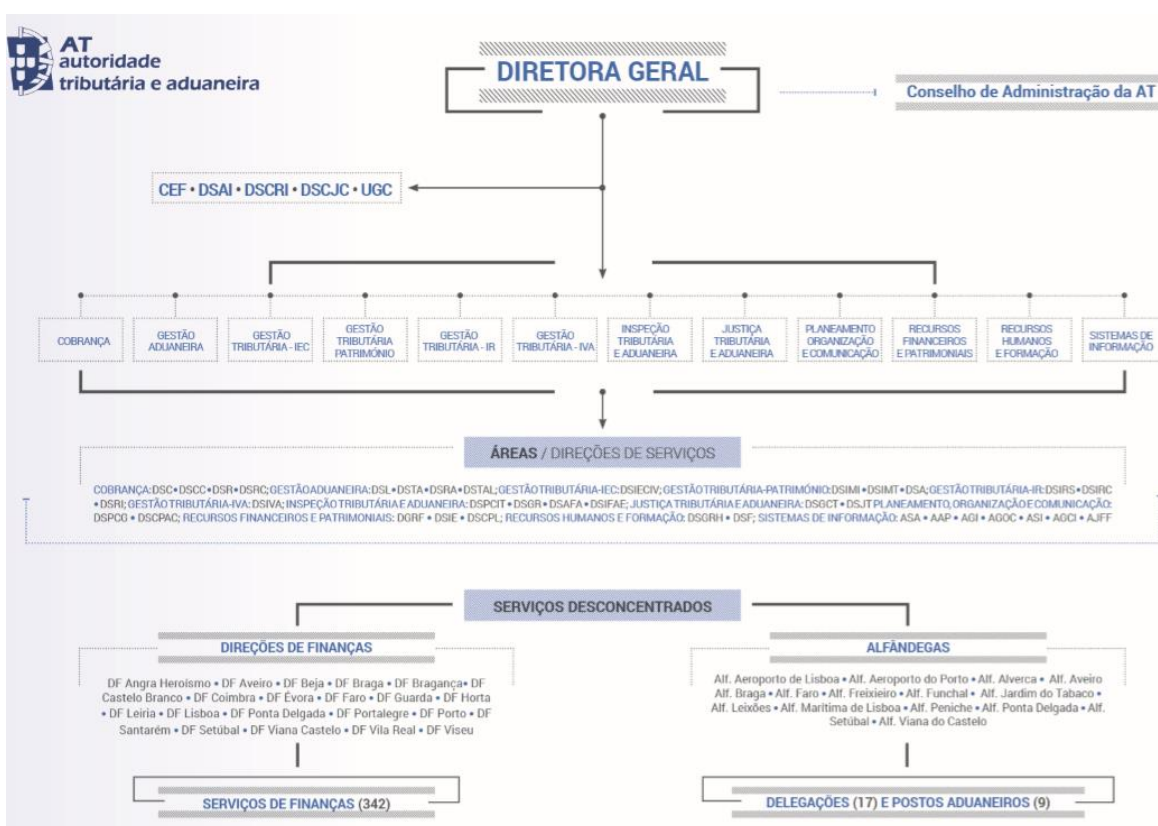 AT
autoridade
tributária e aduaneira
DIRETORA GERAL
Conselho de Administração da AT
CEF • DSAI • DSCRI • DSCJC • UGC
COBRANÇA
GESTÃO
ADUANEIRA
GESTÃO
TRIBUTÁRIA - IEC
GESTÃO
TRIBUTÁRIA
PATRIMÓNIO
GESTÃO
TRIBUTÁRIA - IR
GESTÃO
TRIBUTÁRIA - IVA
INSPEÇÃO
TRIBUTÁRIA
E ADUANEIRA
JUSTIÇA
TRIBUTÁRIA
E ADUANEIRA
PLANEAMENTO
ORGANIZAÇÃO
E COMUNICAÇÃO
RECURSOS
FINANCEIROS
E PATRIMONIAIS
RECURSOS
HUMANOS
E FORMAÇÃO
SISTEMAS DE
INFORMAÇÃO
ÁREAS / DIREÇÕES DE SERVIÇOS
COBRANÇA: DSC • DSCC • DSR • DSRC; GESTÃO ADUANEIRA: DSL • DSTA • DSRA • DSTAL; GESTÃO TRIBUTÁRIA-IEC: DSIECIV; GESTÃO TRIBUTÁRIA-PATRIMÓNIO: DSIMI • DSIMT • DSA; GESTÃO TRIBUTÁRIA-IR: DSIRS • DSIRC
• DSRI; GESTÃO TRIBUTÁRIA-IVA: DSIVA; INSPEÇÃO TRIBUTÁRIA E ADUANEIRA: DSPCIT • DSGR • DSAFA • DSIFAE; JUSTIÇA TRIBUTÁRIA E ADUANEIRA: DSGCT • DSJT PLANEAMENTO, ORGANIZAÇÃO E COMUNICAÇÃO:
DSPCG • DSCPAC; RECURSOS FINANCEIROS E PATRIMONIAIS: DGRF • DSIE • DSCPL; RECURSOS HUMANOS E FORMAÇÃO: DSGRH • DSF; SISTEMAS DE INFORMAÇÃO: ASA • AAP • AGI • AGOC • ASI • AGCI • AJFF
SERVIÇOS DESCONCENTRADOS
DIREÇÕES DE FINANÇAS
DF Angra Heroísmo • DF Aveiro • DF Beja • DF Braga • DF Bragança• DF
Castelo Branco • DF Coimbra • DF Évora • DF Faro • DF Guarda • DF Horta
• DF Leiria • DF Lisboa • DF Ponta Delgada • DF Portalegre • DF Porto • DF
Santarém • DF Setúbal • DF Viana Castelo • DF Vila Real • DF Viseu
SERVIÇOS DE FINANÇAS (342)
ALFÂNDEGAS
Alf. Aeroporto de Lisboa • Alf. Aeroporto do Porto • Alf. Alverca • Alf. Aveiro
Alf. Braga • Alf. Faro • Alf. Freixieiro • Alf. Funchal • Alf. Jardim do Tabaco •
Alf. Leixões • Alf. Marítima de Lisboa • Alf. Peniche • Alf. Ponta Delgada • Alf.
Setúbal • Alf. Viana do Castelo
DELEGAÇÕES (17) E POSTOS ADUANEIROS (9)